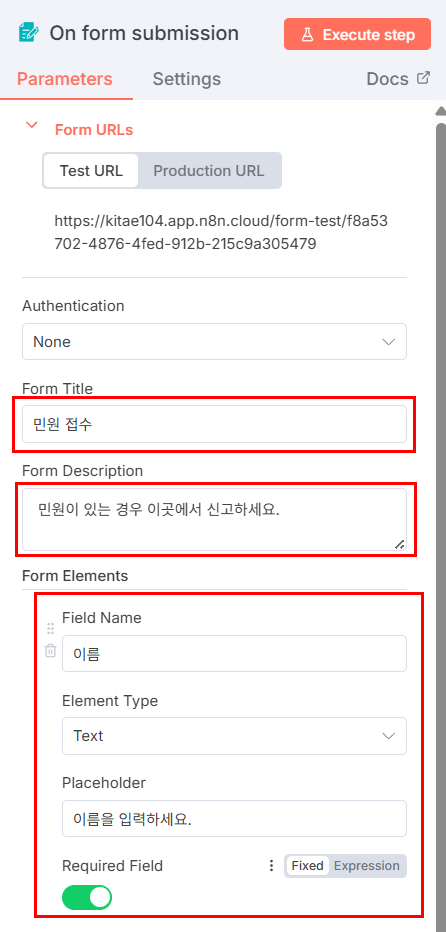 On form submission
Execute step
Parameters
Settings
Docs
Form URLs
Test URL
Production URL
https://kitae104.app.n8n.cloud/form-test/f8a53
702-4876-4fed-912b-215c9a305479
Authentication
None
Form Title
민원 접수
Form Description
민원이 있는 경우 이곳에서 신고하세요.
Form Elements
Field Name
이름
Element Type
Text
Placeholder
이름을 입력하세요.
Required Field
Fixed
Expression